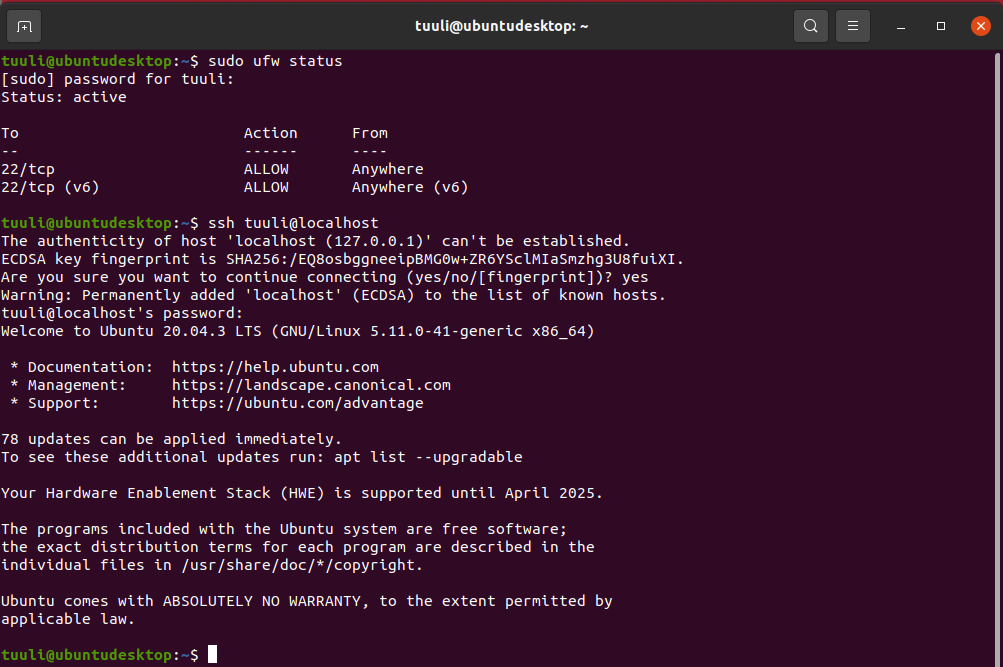 tuuli@ubuntudesktop: ~
tuuli@ubuntudesktop:~$ sudo ufw status
[sudo] password for tuuli:
Status: active
To                         Action      From
--                         ------      ----
22/tcp                     ALLOW       Anywhere
22/tcp (v6)                ALLOW       Anywhere (v6)
tuuli@ubuntudesktop:~$ ssh tuuli@localhost
The authenticity of host 'localhost (127.0.0.1)' can't be established.
ECDSA key fingerprint is SHA256:/EQ8osbggneeipBMG0w+ZR6YSclMIaSmzhg3U8fuiXI.
Are you sure you want to continue connecting (yes/no/[fingerprint])? yes
Warning: Permanently added 'localhost' (ECDSA) to the list of known hosts.
tuuli@localhost's password:
Welcome to Ubuntu 20.04.3 LTS (GNU/Linux 5.11.0-41-generic x86_64)
 * Documentation:  https://help.ubuntu.com
 * Management:     https://landscape.canonical.com
 * Support:        https://ubuntu.com/advantage
78 updates can be applied immediately.
To see these additional updates run: apt list --upgradable
Your Hardware Enablement Stack (HWE) is supported until April 2025.
The programs included with the Ubuntu system are free software;
the exact distribution terms for each program are described in the
individual files in /usr/share/doc/*/copyright.
Ubuntu comes with ABSOLUTELY NO WARRANTY, to the extent permitted by
applicable law.
tuuli@ubuntudesktop:~$